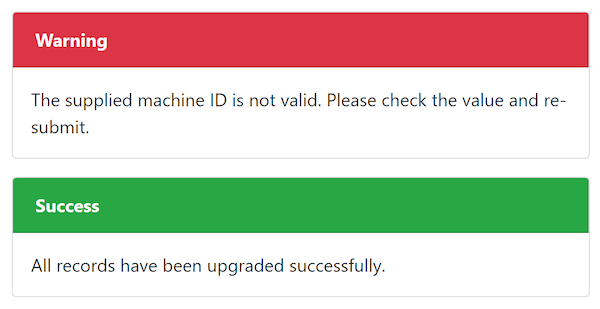 Warning
The supplied machine ID is not valid. Please check the value and re-
submit.
Success
All records have been upgraded successfully.